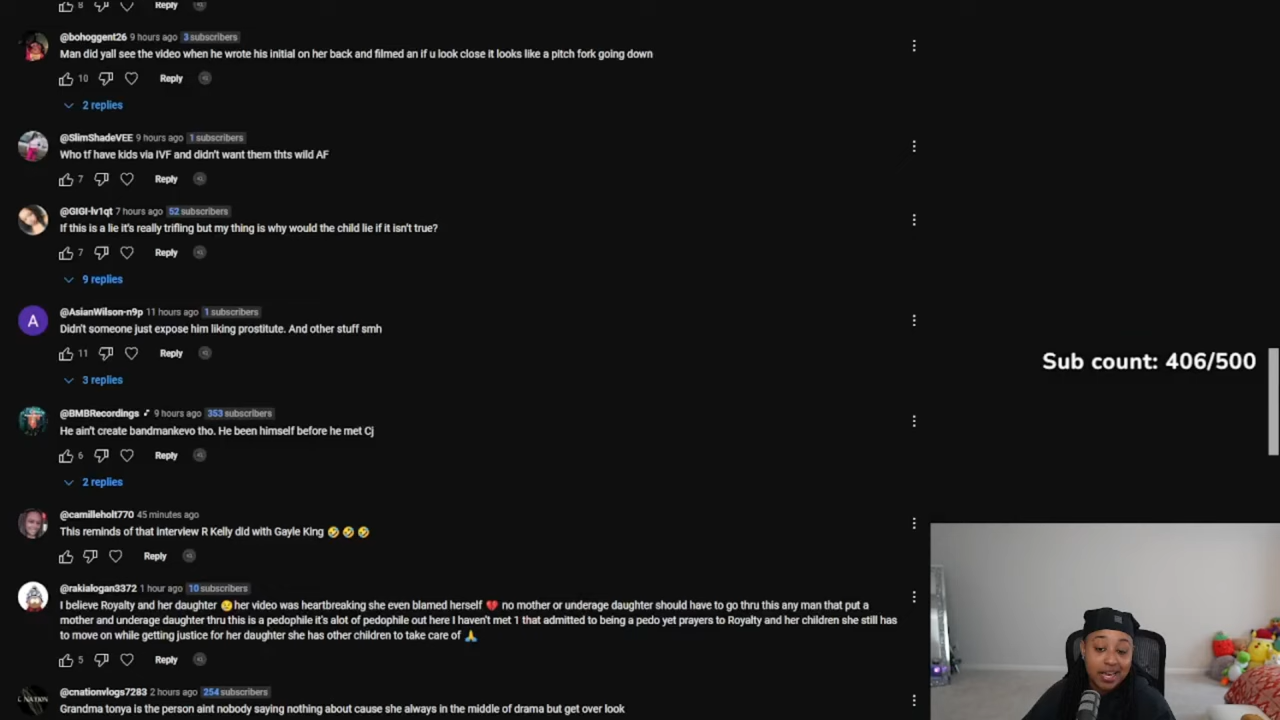 8 Reply
@bohoggent26 9 hours ago 3 subscribers
Man did yall see the video when he wrote his initial on her back and filmed an if u look close it looks like a pitch fork going down
10 Reply
2 replies
@SlimShadeVEE 9 hours ago 1 subscribers
Who tf have kids via IVF and didn't want them thts wild AF
7 Reply
@GIGI-lv1qt 7 hours ago 52 subscribers
If this is a lie it's really trifling but my thing is why would the child lie if it isn't true?
7 Reply
9 replies
A
@AsianWilson-n9p 11 hours ago 1 subscribers
Didn't someone just expose him liking prostitute. And other stuff smh
11 Reply
3 replies
Sub count: 406/500
@BMBRecordings 9 hours ago 353 subscribers
He ain't create bandmankevo tho. He been himself before he met Cj
6 Reply
2 replies
@camilleholt770 45 minutes ago
This reminds of that interview R Kelly did with Gayle King 🤣 🤣 🤣
Reply
@rakialogan3372 1 hour ago 10 subscribers
I believe Royalty and her daughter 😢 her video was heartbreaking she even blamed herself 💔 no mother or underage daughter should have to go thru this any man that put a
mother and underage daughter thru this is a pedophile it's alot of pedophile out here I haven't met 1 that admitted to being a pedo yet prayers to Royalty and her children she still has
to move on while getting justice for her daughter she has other children to take care of 🙏
5 Reply
@cnationvlogs7283 2 hours ago 254 subscribers
Grandma tonya is the person aint nobody saying nothing about cause she always in the middle of drama but get over look